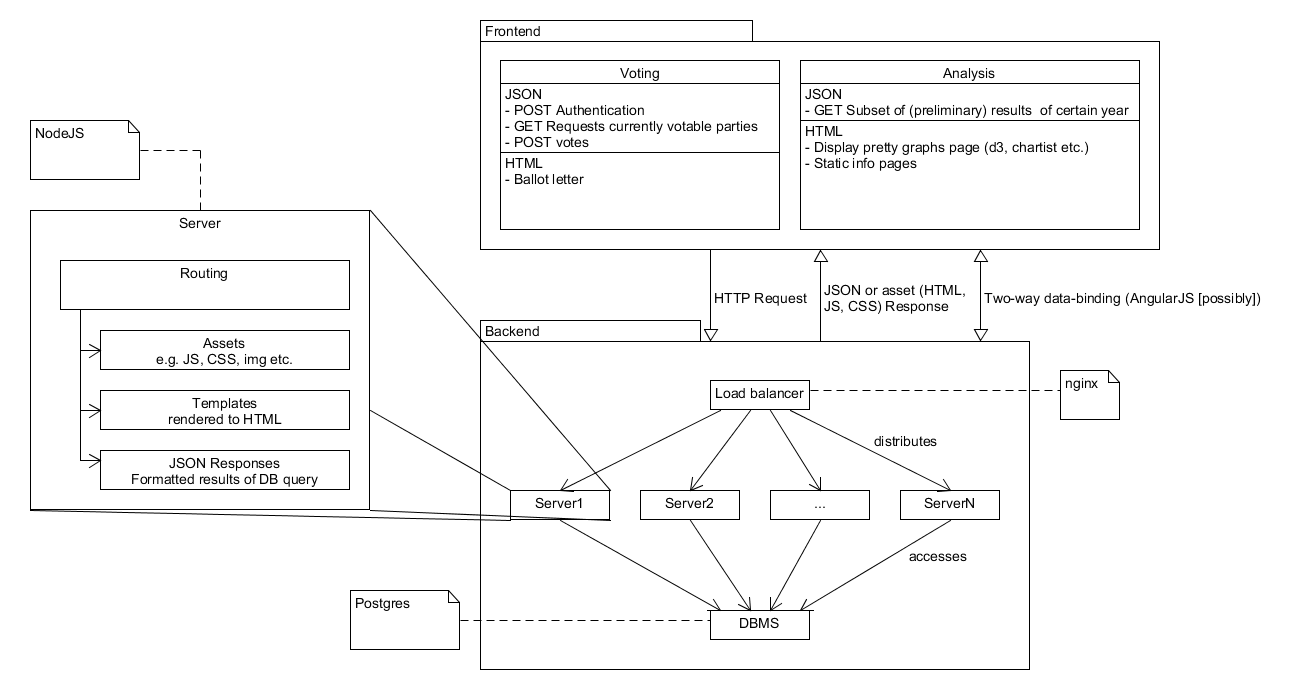 Frontend
Voting
JSON
- POST Authentication
- GET Requests currently votable parties
- POST votes
HTML
- Ballot letter
Analysis
JSON
- GET Subset of (preliminary) results  of certain year
HTML
- Display pretty graphs page (d3, chartist etc.)
- Static info pages
NodeJS
Server
Routing
Assets
e.g. JS, CSS, img etc.
Templates
rendered to HTML
JSON Responses
Formatted results of DB query
HTTP Request
JSON or asset (HTML,
JS, CSS) Response
Two-way data-binding (AngularJS [possibly])
Backend
Load balancer
nginx
distributes
Server1
Server2
...
ServerN
accesses
Postgres
DBMS